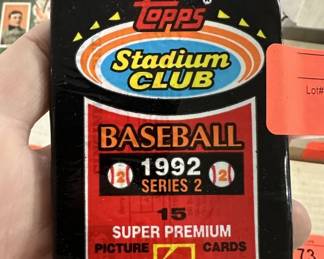 Topps
Stadium
CLUB
Lot#
BASEBALL
2 1992 2
SERIES 2
15
SUPER PREMIUM
PICTURE CARDS
73